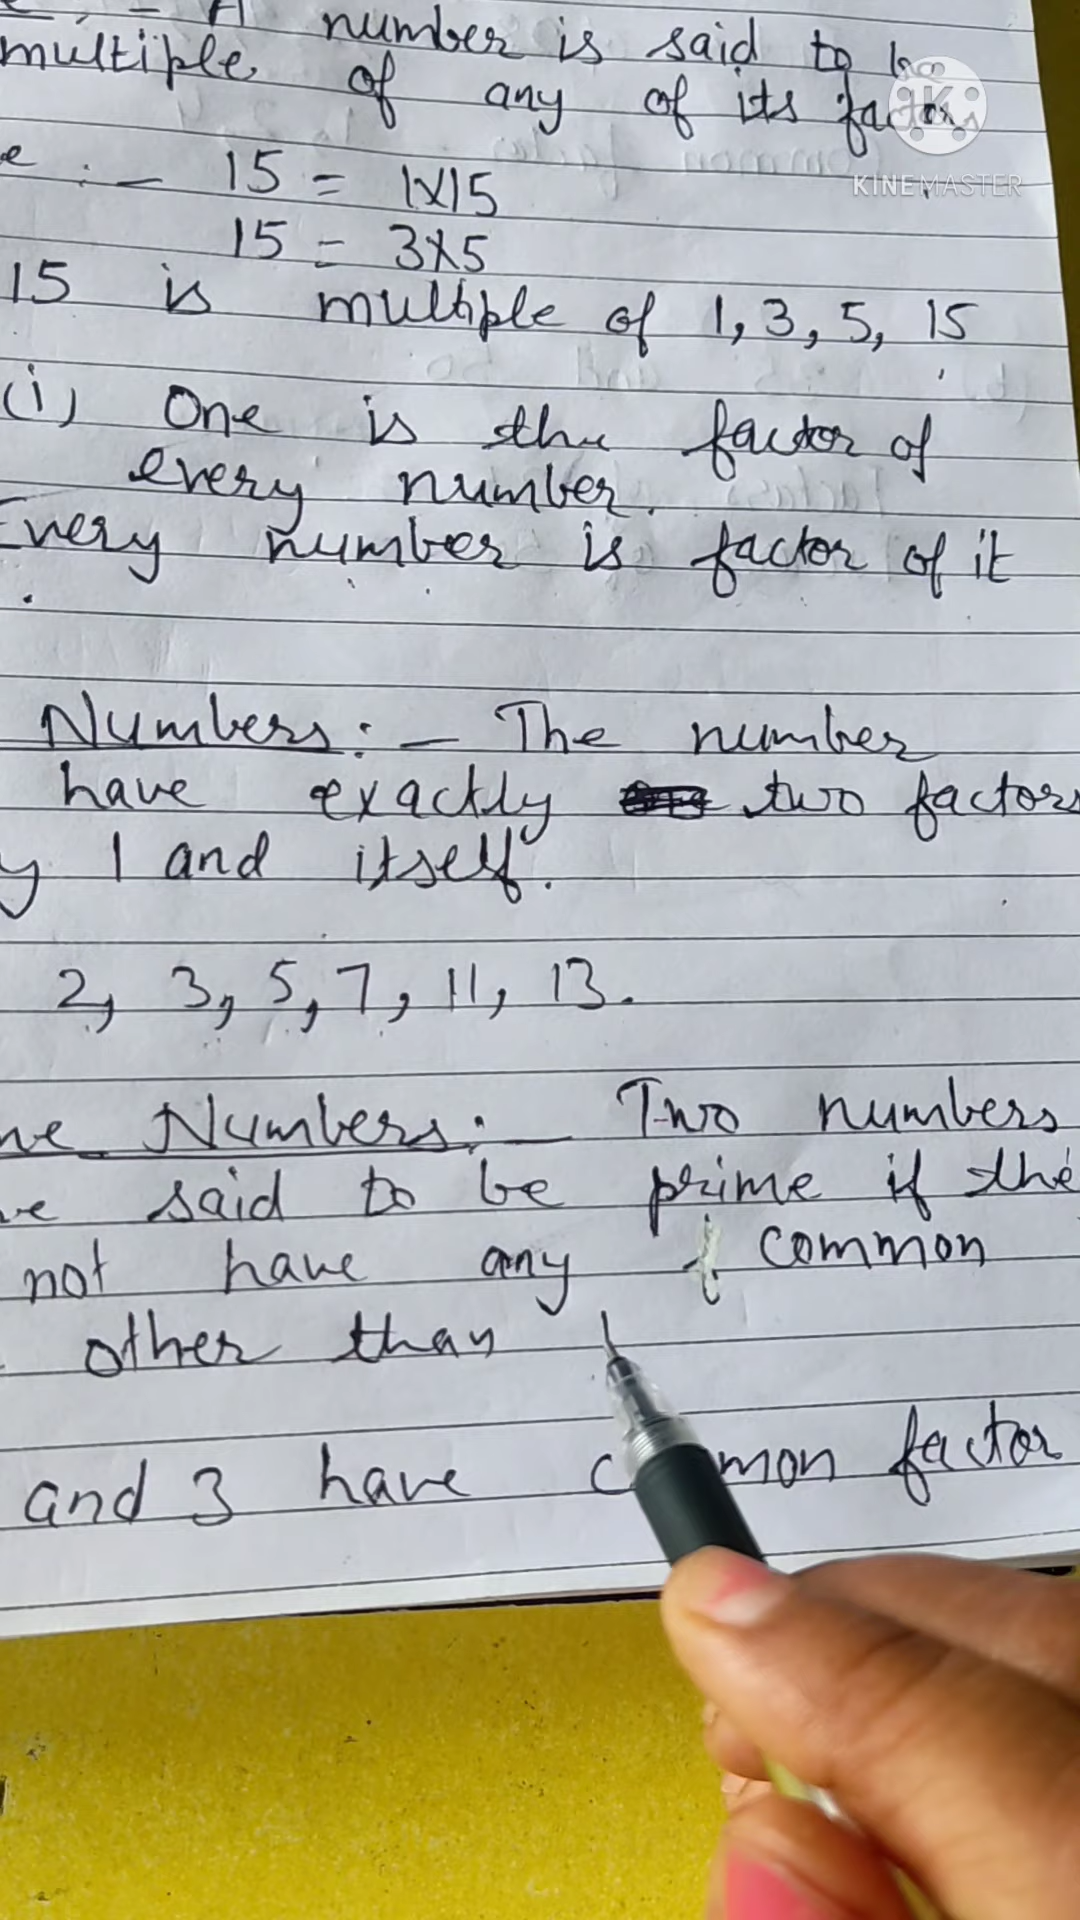 A number is said to be
multiple of any of its factors
KINEMASTER
15 = 1x15
15 = 3x5
15 is multiple of 1, 3, 5, 15
(i) One is the factor of
every number.
Every number is factor of it
Numbers:- The number
have exactly two factors
y 1 and itself.
2, 3, 5, 7, 11, 13.
me Numbers:- Two numbers
said to be prime if the
not have any common
other than 1
and 3 have common factor